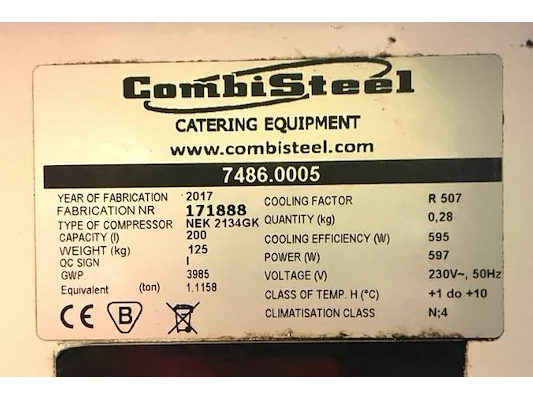 CombiSteel
CATERING EQUIPMENT
www.combisteel.com
7486.0005
YEAR OF FABRICATION 2017
FABRICATION NR 171888
TYPE OF COMPRESSOR NEK 2134GK
CAPACITY (l) 200
WEIGHT (kg) 125
QC SIGN I
GWP 3985
Equivalent (ton) 1.1158
COOLING FACTOR R 507
QUANTITY (kg) 0,28
COOLING EFFICIENCY (W) 595
POWER (W) 597
VOLTAGE (V) 230V~, 50Hz
CLASS OF TEMP. H (°C) +1 do +10
CLIMATISATION CLASS N;4
CE B